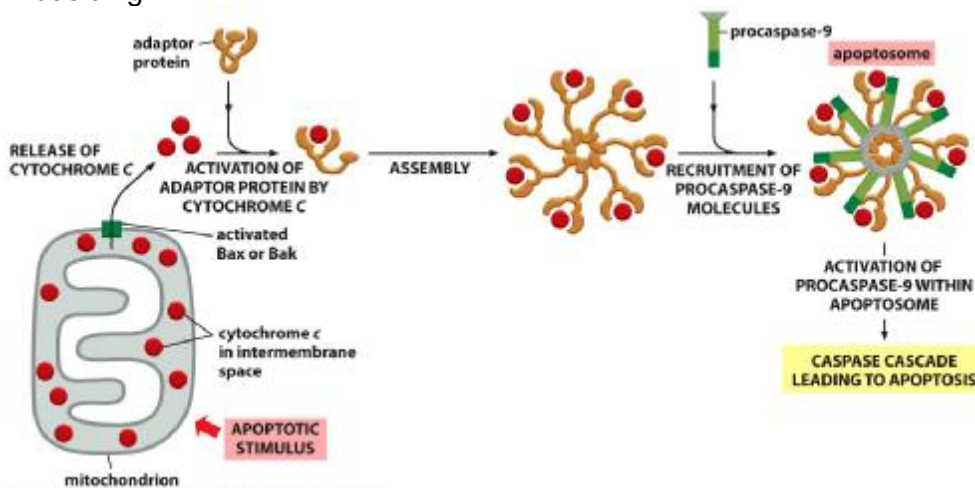 adaptor
protein
procaspase-9
apoptosome
RELEASE OF
CYTOCHROME C
ACTIVATION OF
ADAPTOR PROTEIN BY
CYTOCHROME C
ASSEMBLY
RECRUITMENT OF
PROCASPASE-9
MOLECULES
activated
Bax or Bak
ACTIVATION OF
PROCASPASE-9 WITHIN
APOPTOSOME
cytochrome c
in intermembrane
space
CASPASE CASCADE
LEADING TO APOPTOSIS
APOPTOTIC
STIMULUS
mitochondrion